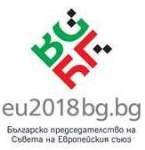 eu2018bg.bg
Българско председателство на
Съвета на Европейския съюз